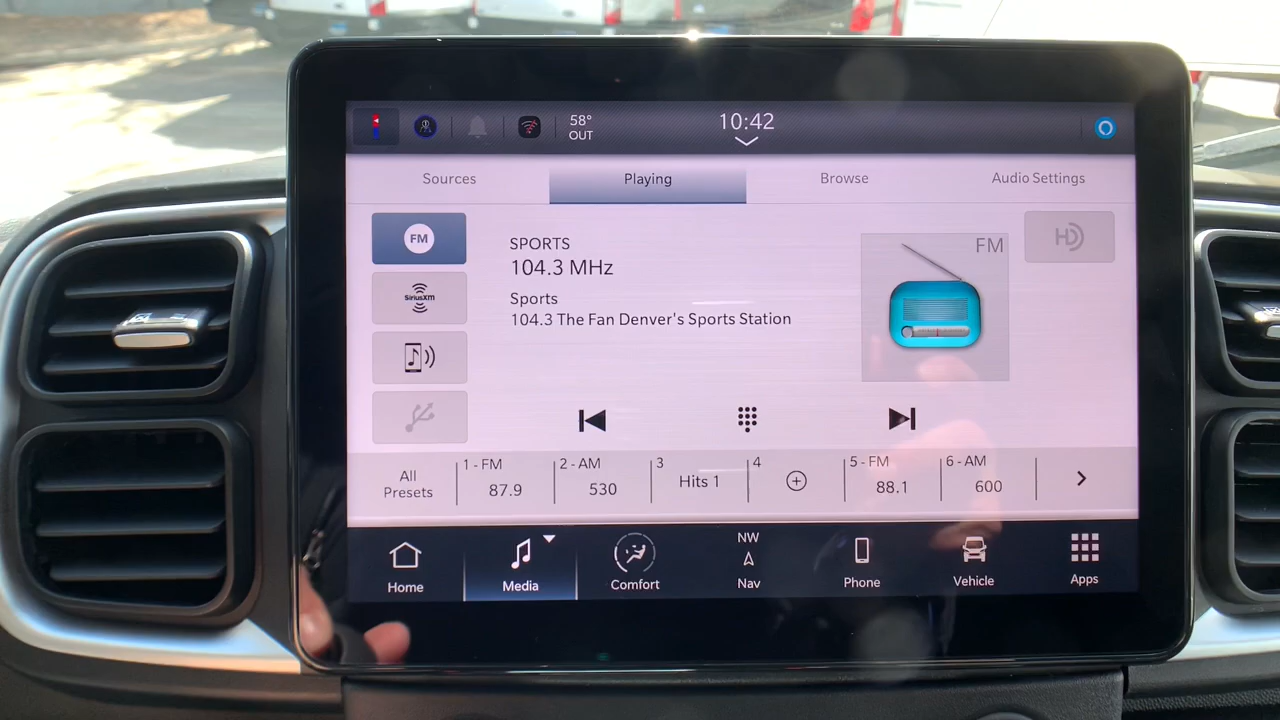 58°
OUT
10:42
Sources
Playing
Browse
Audio Settings
FM
SiriusXM
SPORTS
104.3 MHz
Sports
104.3 The Fan Denver's Sports Station
FM
HD
All
Presets
1 - FM
87.9
2 - AM
530
3
Hits 1
4
5 - FM
88.1
6 - AM
600
Home
Media
Comfort
NW
Nav
Phone
Vehicle
Apps